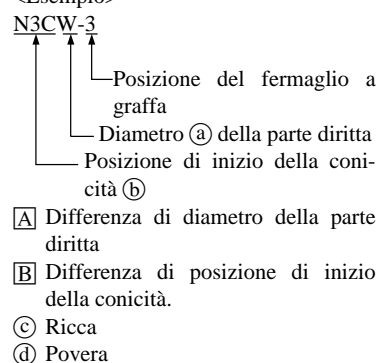 <Esempio>
N3CW-3
Posizione del fermaglio a
graffa
Diametro ⓐ della parte diritta
Posizione di inizio della coni-
cità ⓑ
A Differenza di diametro della parte
diritta
B Differenza di posizione di inizio
della conicità.
ⓒ Ricca
ⓓ Povera